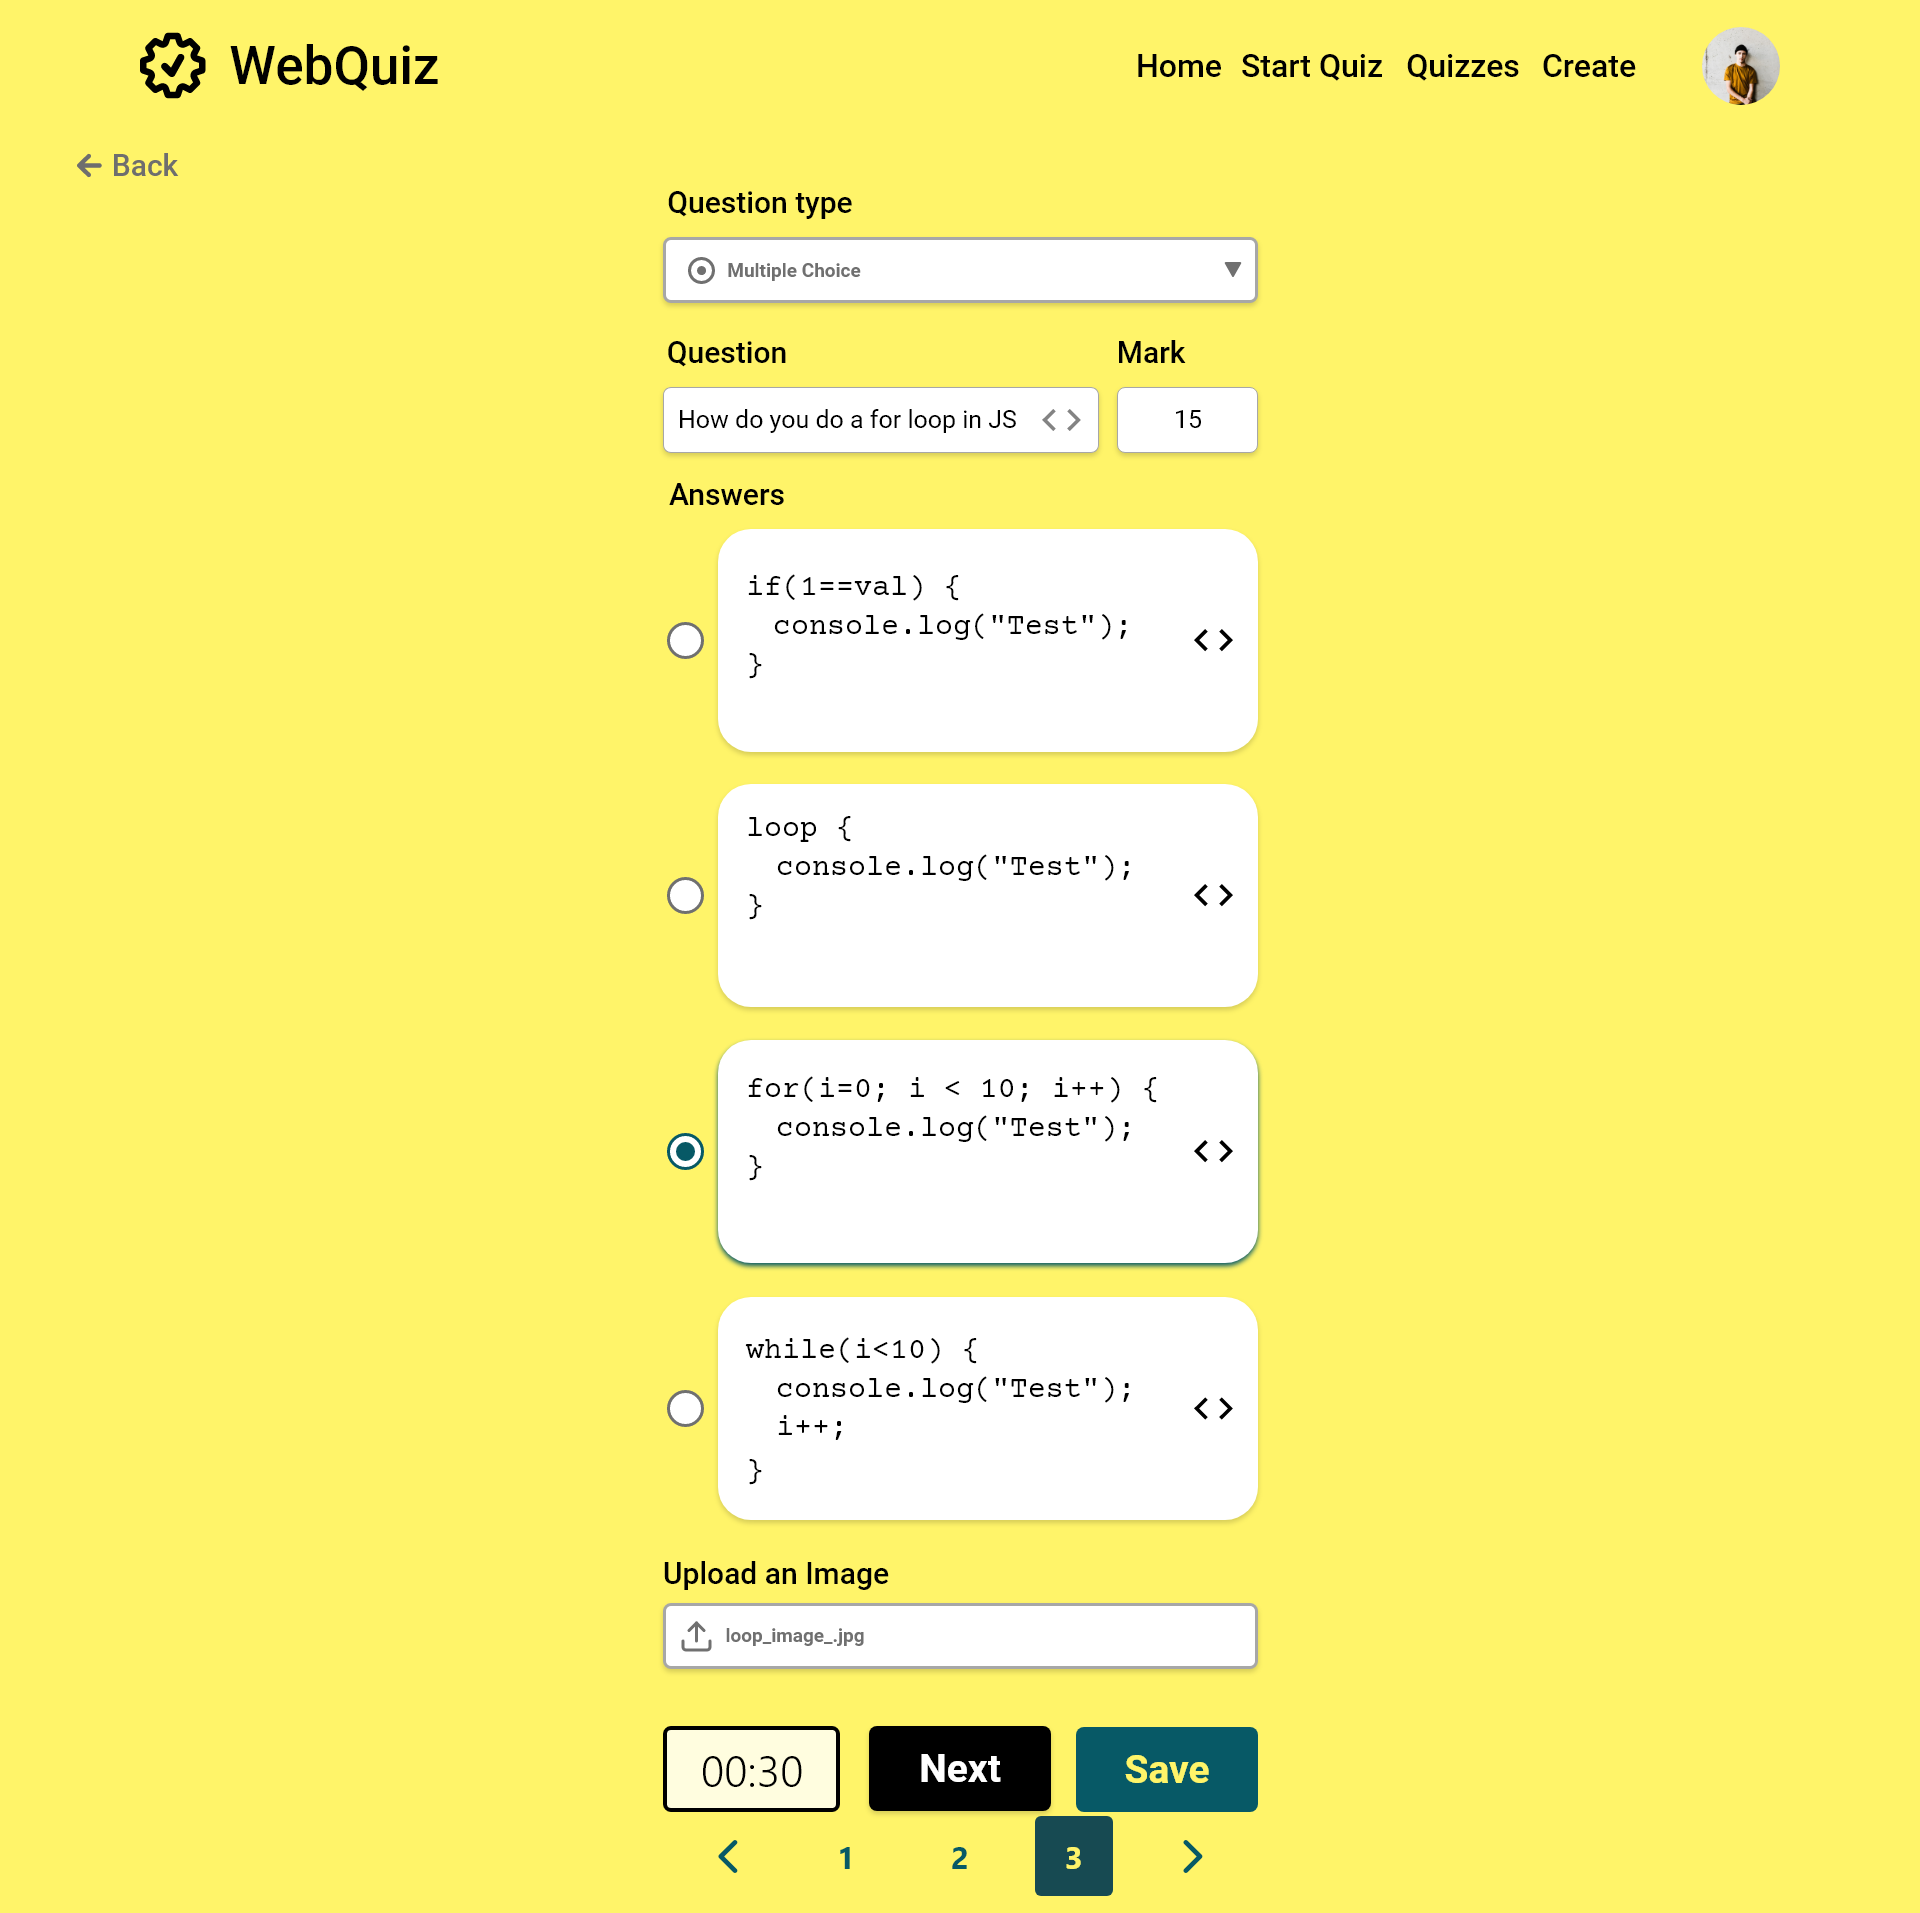 WebQuiz
Home Start Quiz Quizzes Create
Back
Question type
Multiple Choice
Question Mark
How do you do a for loop in JS < > 15
Answers
if(1==val) {
console.log("Test");
}
< >
loop {
console.log("Test");
}
< >
for(i=0; i < 10; i++) {
console.log("Test");
}
< >
while(i<10) {
console.log("Test");
i++;
}
< >
Upload an Image
loop_image_.jpg
00:30 Next Save
1 2 3